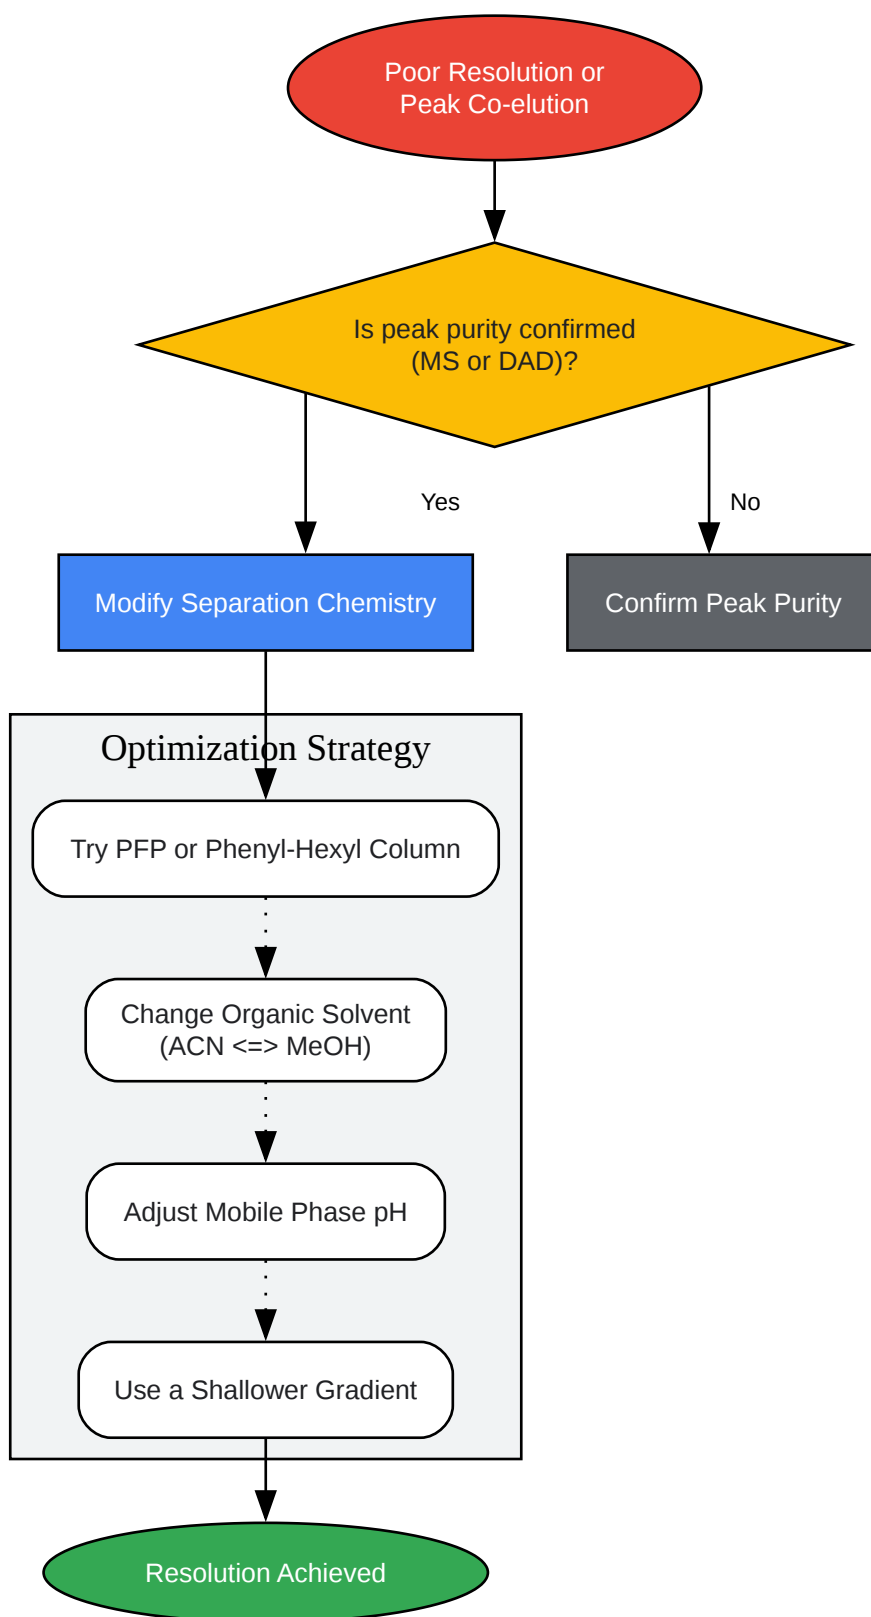 Poor Resolution or
Peak Co-elution
Is peak purity confirmed
(MS or DAD)?
Yes
No
Modify Separation Chemistry
Confirm Peak Purity
Optimization Strategy
Try PFP or Phenyl-Hexyl Column
Change Organic Solvent
(ACN <=> MeOH)
Adjust Mobile Phase pH
Use a Shallower Gradient
Resolution Achieved